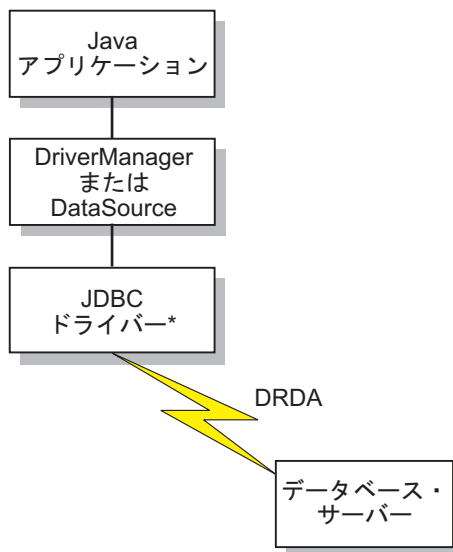 Java
アプリケーション
DriverManager
または
DataSource
JDBC
ドライバー*
DRDA
データベース・
サーバー